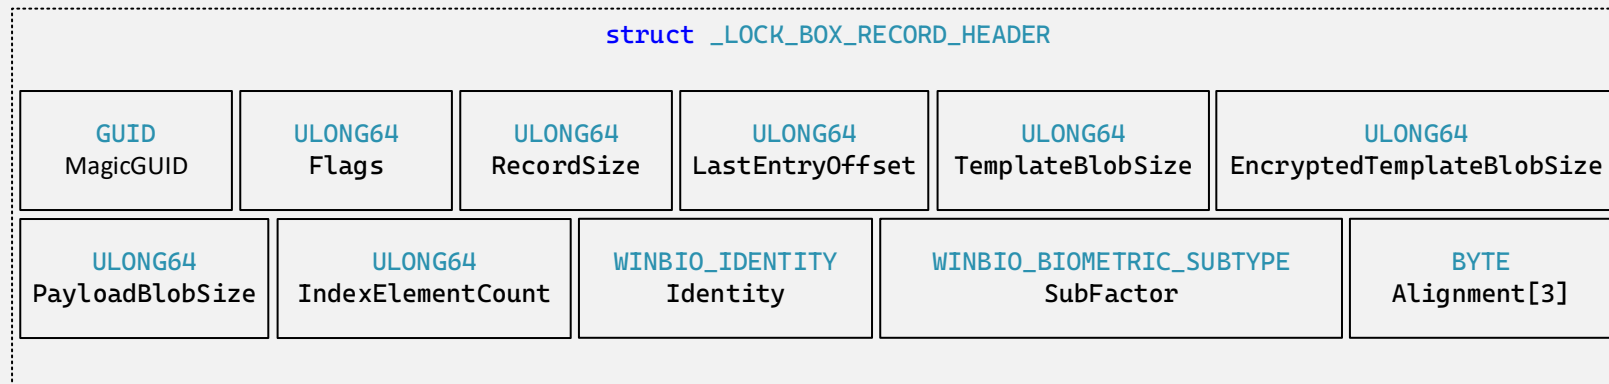 struct _LOCK_BOX_RECORD_HEADER
GUID
MagicGUID
ULONG64
Flags
ULONG64
RecordSize
ULONG64
LastEntryOffset
ULONG64
TemplateBlobSize
ULONG64
EncryptedTemplateBlobSize
ULONG64
PayloadBlobSize
ULONG64
IndexElementCount
WINBIO_IDENTITY
Identity
WINBIO_BIOMETRIC_SUBTYPE
SubFactor
BYTE
Alignment[3]